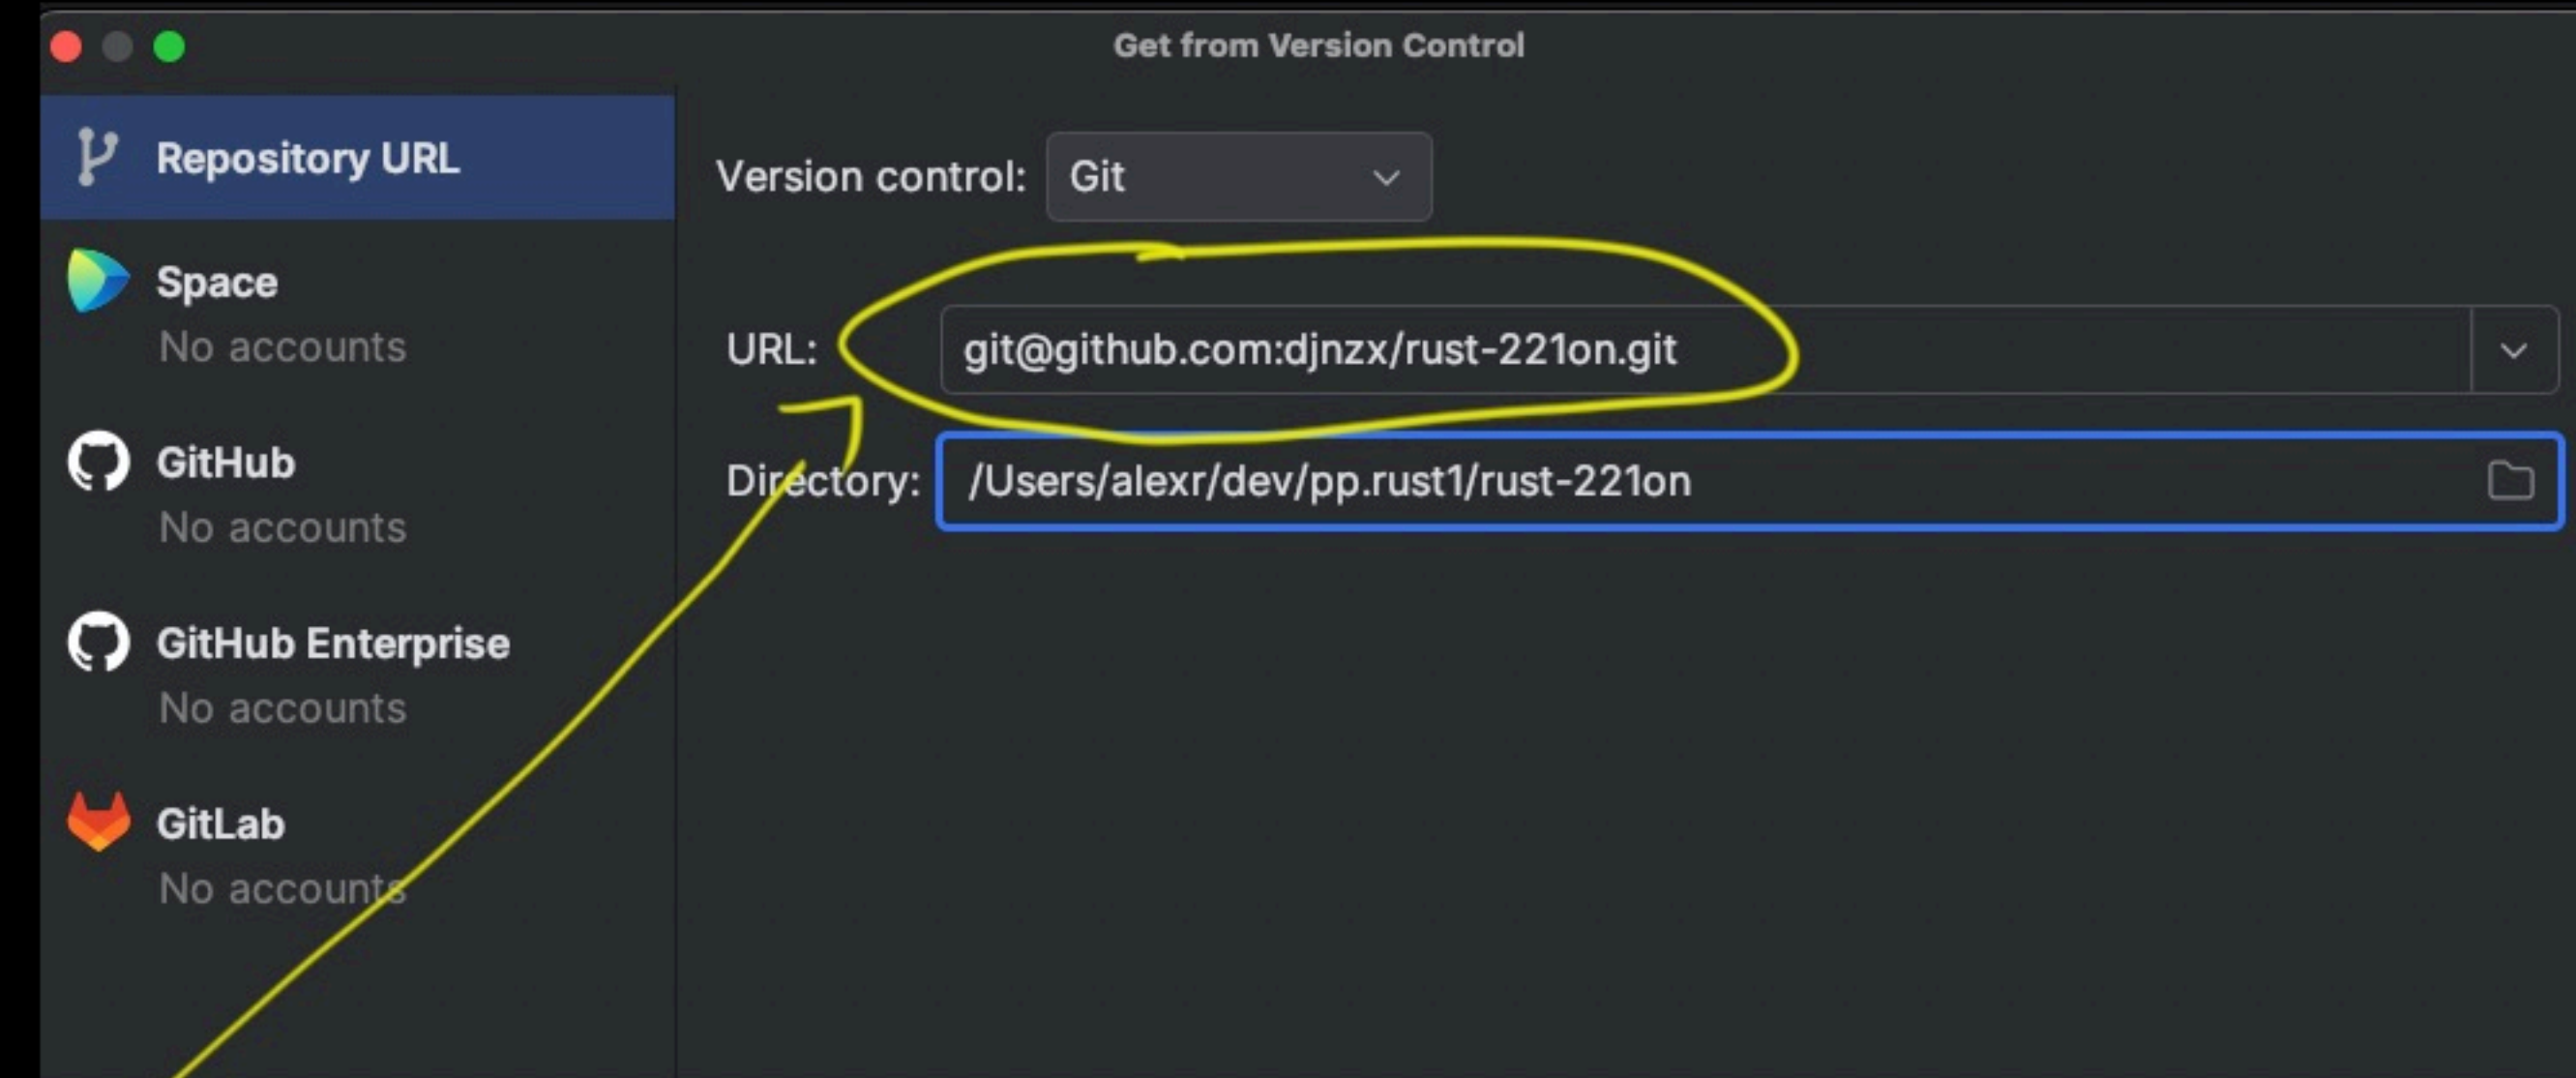 Get from Version Control
Repository URL
Space
No accounts
GitHub
No accounts
GitHub Enterprise
No accounts
GitLab
No accounts
Version control: Git
URL: git@github.com:djnzx/rust-221on.git
Directory: /Users/alexr/dev/pp.rust1/rust-221on